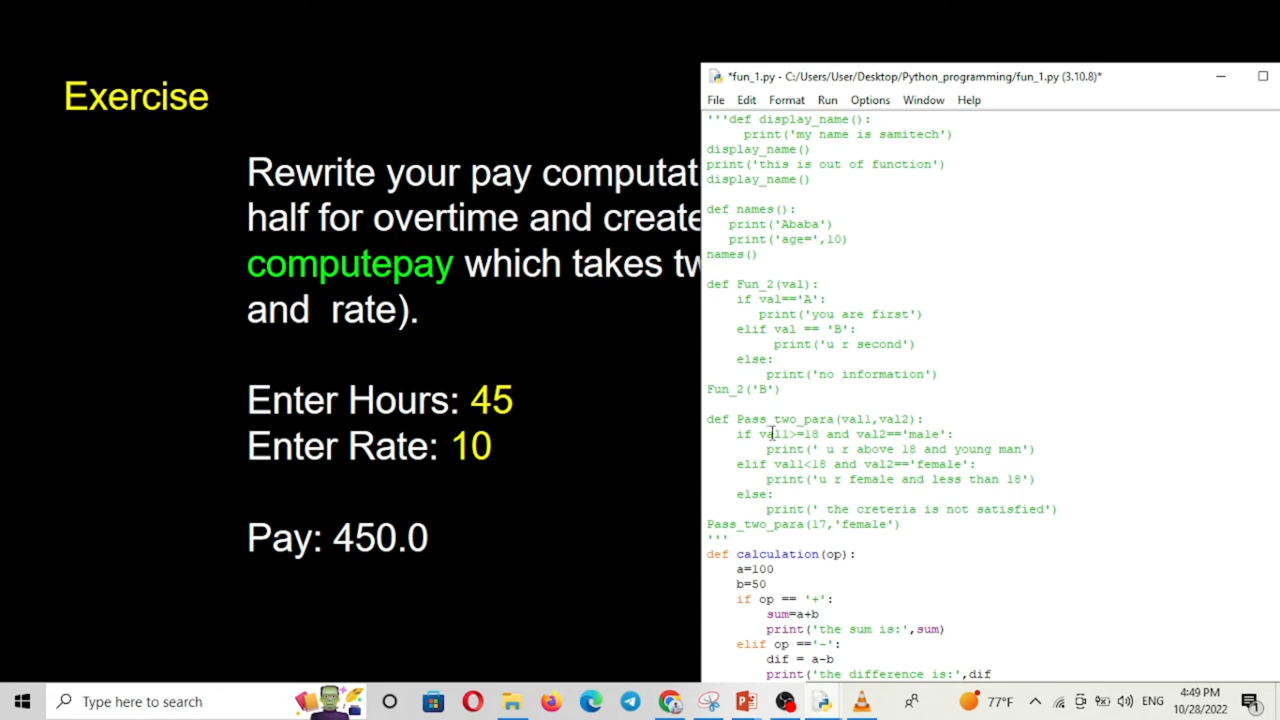 Exercise
Rewrite your pay computat
half for overtime and create
computepay which takes tw
and rate).
Enter Hours: 45
Enter Rate: 10
Pay: 450.0
*fun_1.py - C:/Users/User/Desktop/Python_programming/fun_1.py (3.10.8)*
File Edit Format Run Options Window Help
'''def display_name():
print('my name is samitech')
display_name()
print('this is out of function')
display_name()
def names():
print('Ababa')
print('age=',10)
names()
def Fun_2(val):
if val=='A':
print('you are first')
elif val == 'B':
print('u r second')
else:
print('no information')
Fun_2('B')
def Pass_two_para(val1,val2):
if val1>=18 and val2=='male':
print(' u r above 18 and young man')
elif val1<18 and val2=='female':
print('u r female and less than 18')
else:
print(' the creteria is not satisfied')
Pass_two_para(17,'female')
'''
def calculation(op):
a=100
b=50
if op == '+':
sum=a+b
print('the sum is:',sum)
elif op =='-':
dif = a-b
print('the difference is:',dif
Type here to search
77°F
ENG
4:49 PM
10/28/2022
1